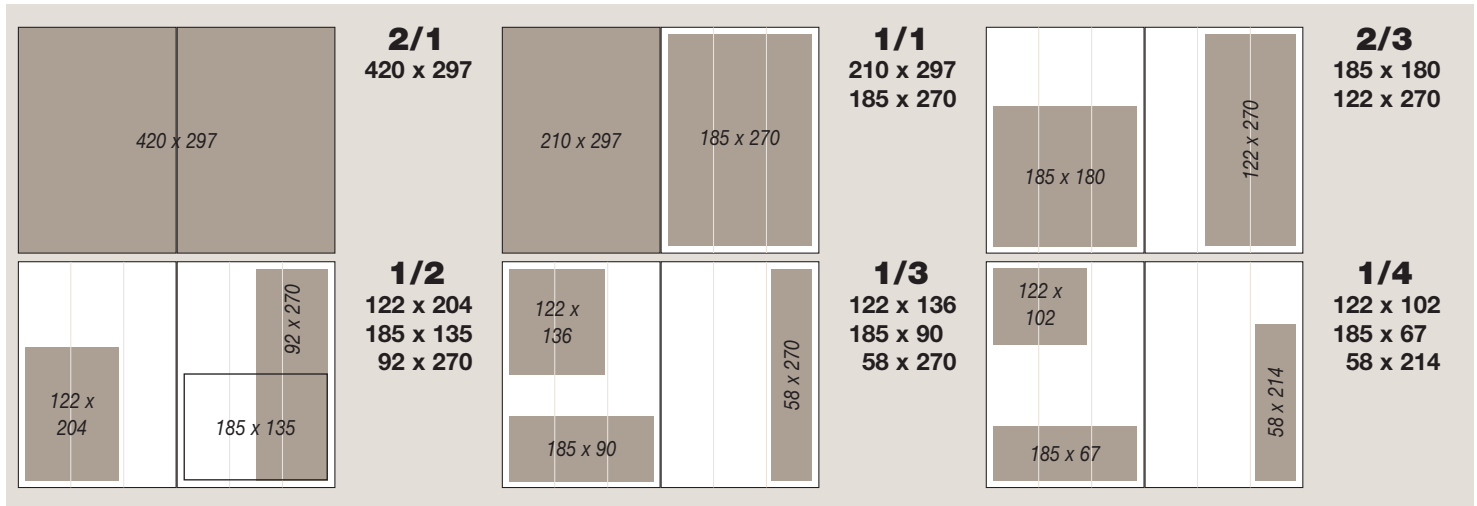 420 x 297
2/1
420 x 297
210 x 297
185 x 270
1/1
210 x 297
185 x 270
185 x 180
122 x 270
2/3
185 x 180
122 x 270
122 x
204
92 x 270
185 x 135
1/2
122 x 204
185 x 135
92 x 270
122 x
136
185 x 90
58 x 270
1/3
122 x 136
185 x 90
58 x 270
122 x
102
185 x 67
58 x 214
1/4
122 x 102
185 x 67
58 x 214